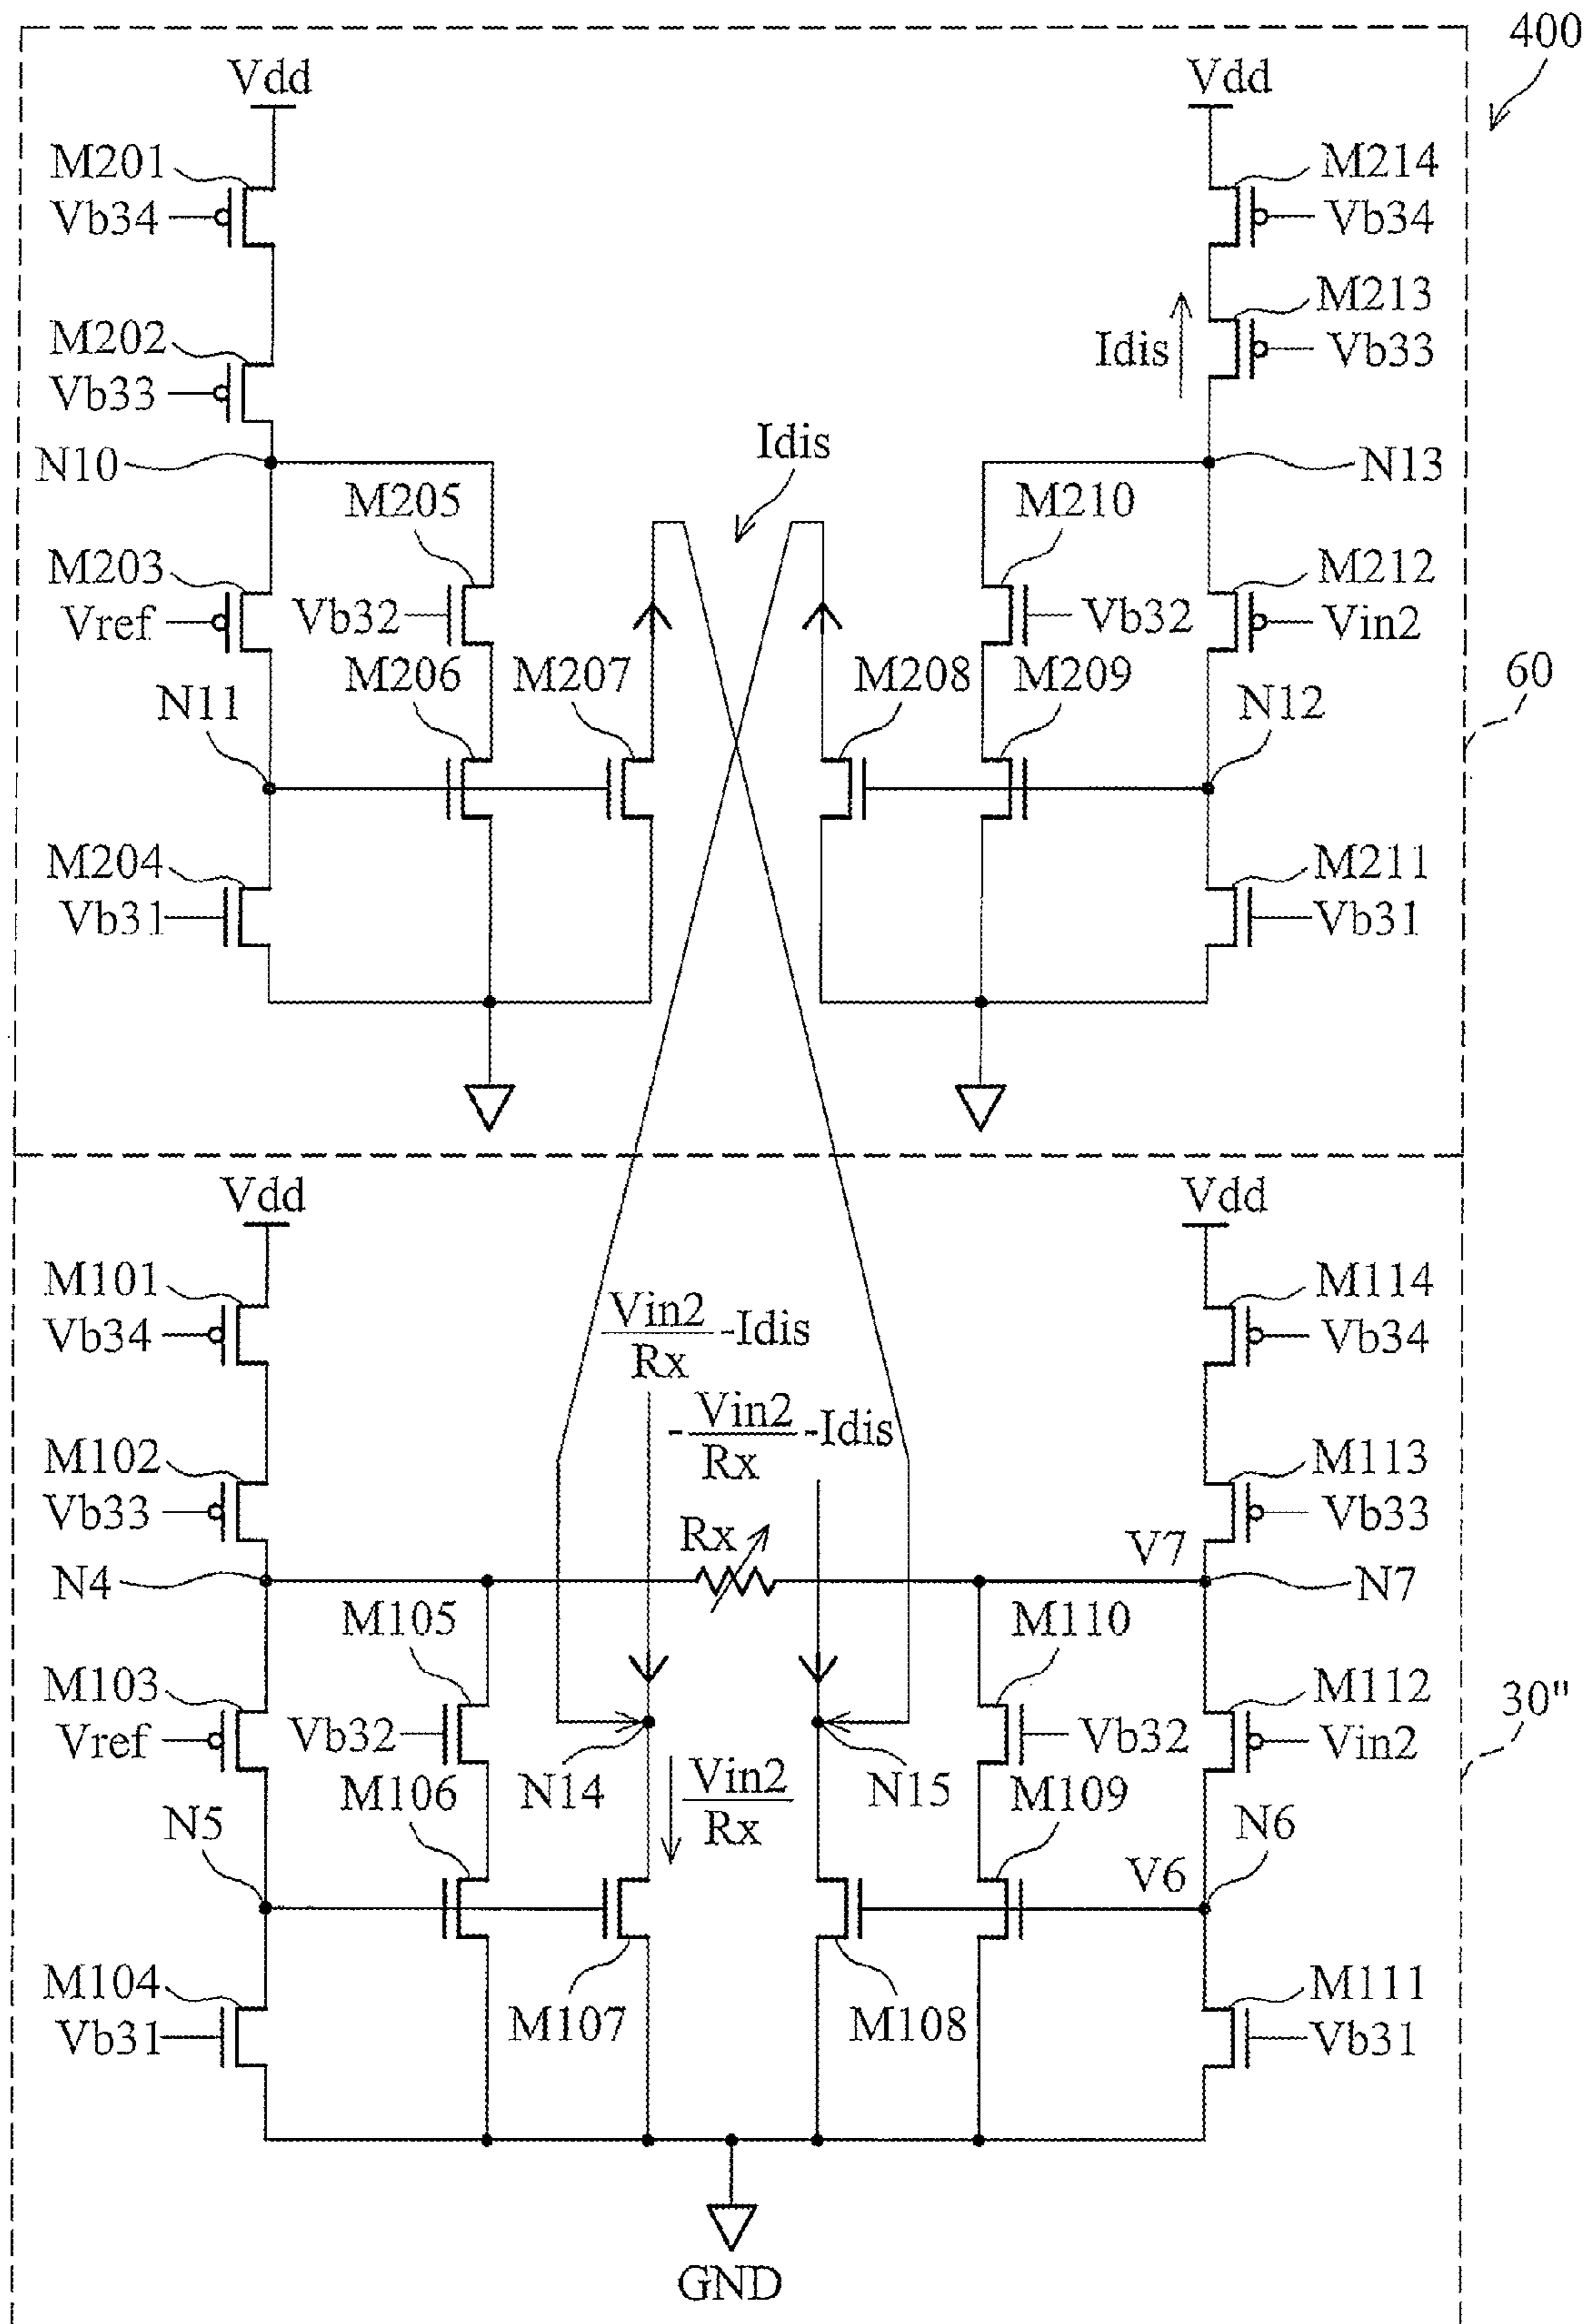 400
Vdd
Vdd
M201
M214
Vb34
Vb34
M213
M202
Idis
Vb33
Vb33
Idis
N10
N13
M205
M210
M203
M212
Vref
Vb32
Vb32
Vin2
M206
M207
M208
M209
60
N11
N12
M204
M211
Vb31
Vb31
Vdd
Vdd
M101
M114
Vb34
Vin2/Rx -Idis
Vb34
-Vin2/Rx -Idis
M102
M113
Vb33
Rx
Vb33
V7
N4
N7
M105
M110
M103
M112
30"
Vref
Vb32
Vb32
Vin2
N14
Vin2/Rx
N15
M106
M109
N5
N6
V6
M104
M111
M107
M108
Vb31
Vb31
GND